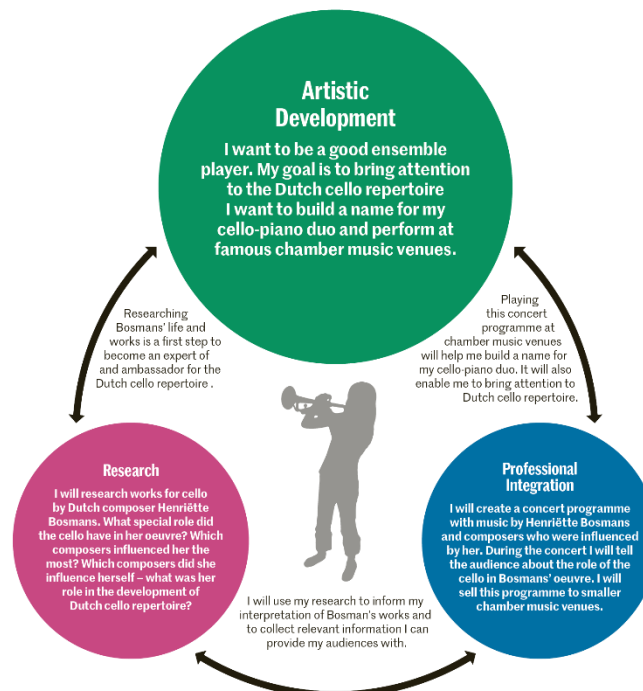 Artistic
Development
I want to be a good ensemble
player. My goal is to bring attention
to the Dutch cello repertoire
I want to build a name for my
cello-piano duo and perform at
famous chamber music venues.
Researching
Bosmans' life and
works is a first step to
become an expert of
and ambassador for the
Dutch cello repertoire .
Playing
this concert
programme at
chamber music venues
will help me build a name for
my cello-piano duo. It will also
enable me to bring attention to
Dutch cello repertoire.
Research
I will research works for cello
by Dutch composer Henriëtte
Bosmans. What special role did
the cello have in her oeuvre? Which
composers influenced her the
most? Which composers did she
influence herself – what was her
role in the development of
Dutch cello repertoire?
Professional
Integration
I will create a concert programme
with music by Henriëtte Bosmans
and composers who were influenced
by her. During the concert I will tell
the audience about the role of the
cello in Bosmans' oeuvre. I will
sell this programme to smaller
chamber music venues.
I will use my research to inform my
interpretation of Bosman's works and
to collect relevant information I can
provide my audiences with.